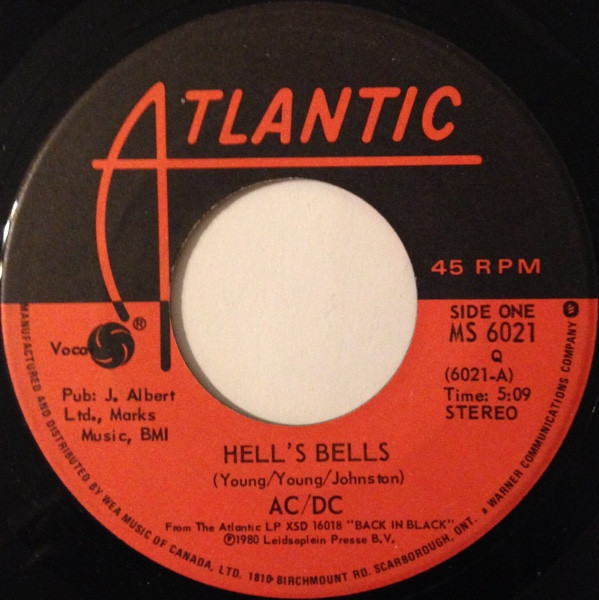 ATLANTIC
45 RPM
Vocal
®
SIDE ONE
MS 6021
Q
(6021-A)
Time: 5:09
STEREO
Pub: J. Albert
Ltd., Marks
Music, BMI
HELL'S BELLS
(Young/Young/Johnston)
AC/DC
From The Atlantic LP XSD 16018 "BACK IN BLACK"
℗1980 Leidseplein Presse B.V.
MANUFACTURED AND DISTRIBUTED BY WEA MUSIC OF CANADA, LTD. 1810 BIRCHMOUNT RD. SCARBOROUGH, ONT. a WARNER COMMUNICATIONS COMPANY